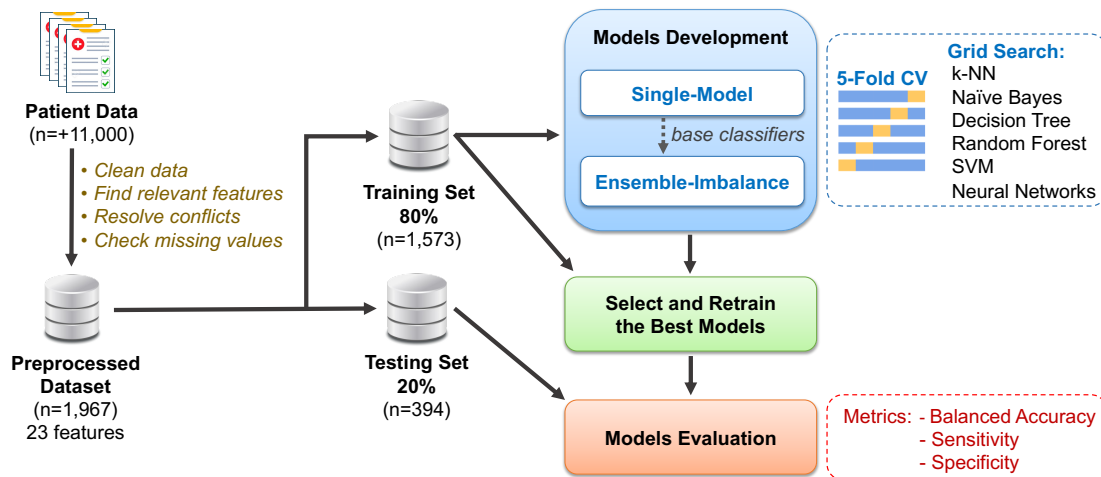 Patient Data
(n=+11,000)
• Clean data
• Find relevant features
• Resolve conflicts
• Check missing values
Preprocessed
Dataset
(n=1,967)
23 features
Training Set
80%
(n=1,573)
Testing Set
20%
(n=394)
Models Development
Single-Model
base classifiers
Ensemble-Imbalance
Select and Retrain
the Best Models
Models Evaluation
5-Fold CV
Grid Search:
k-NN
Naïve Bayes
Decision Tree
Random Forest
SVM
Neural Networks
Metrics: - Balanced Accuracy
- Sensitivity
- Specificity